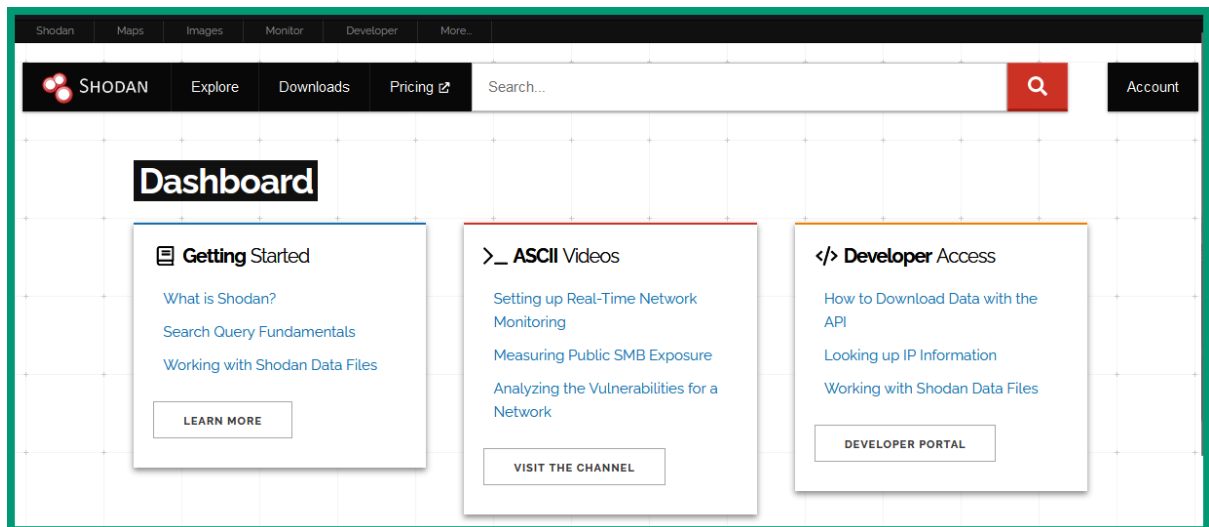 Shodan Maps Images Monitor Developer More...
SHODAN Explore Downloads Pricing Search... Account
Dashboard
Getting Started
What is Shodan?
Search Query Fundamentals
Working with Shodan Data Files
LEARN MORE
>_ ASCII Videos
Setting up Real-Time Network
Monitoring
Measuring Public SMB Exposure
Analyzing the Vulnerabilities for a
Network
VISIT THE CHANNEL
</> Developer Access
How to Download Data with the
API
Looking up IP Information
Working with Shodan Data Files
DEVELOPER PORTAL